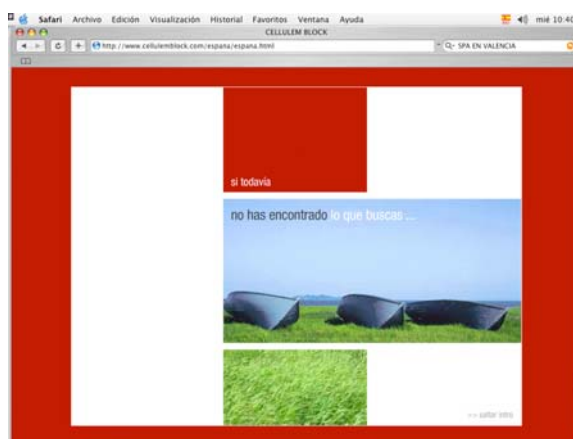 Safari Archivo Edición Visualización Historial Favoritos Ventana Ayuda mié 10:40
CELLULEM BLOCK
http://www.cellulemblock.com/espana/espana.html Q- SPA EN VALENCIA
si todavía
no has encontrado lo que buscas ...
>> saltar intro